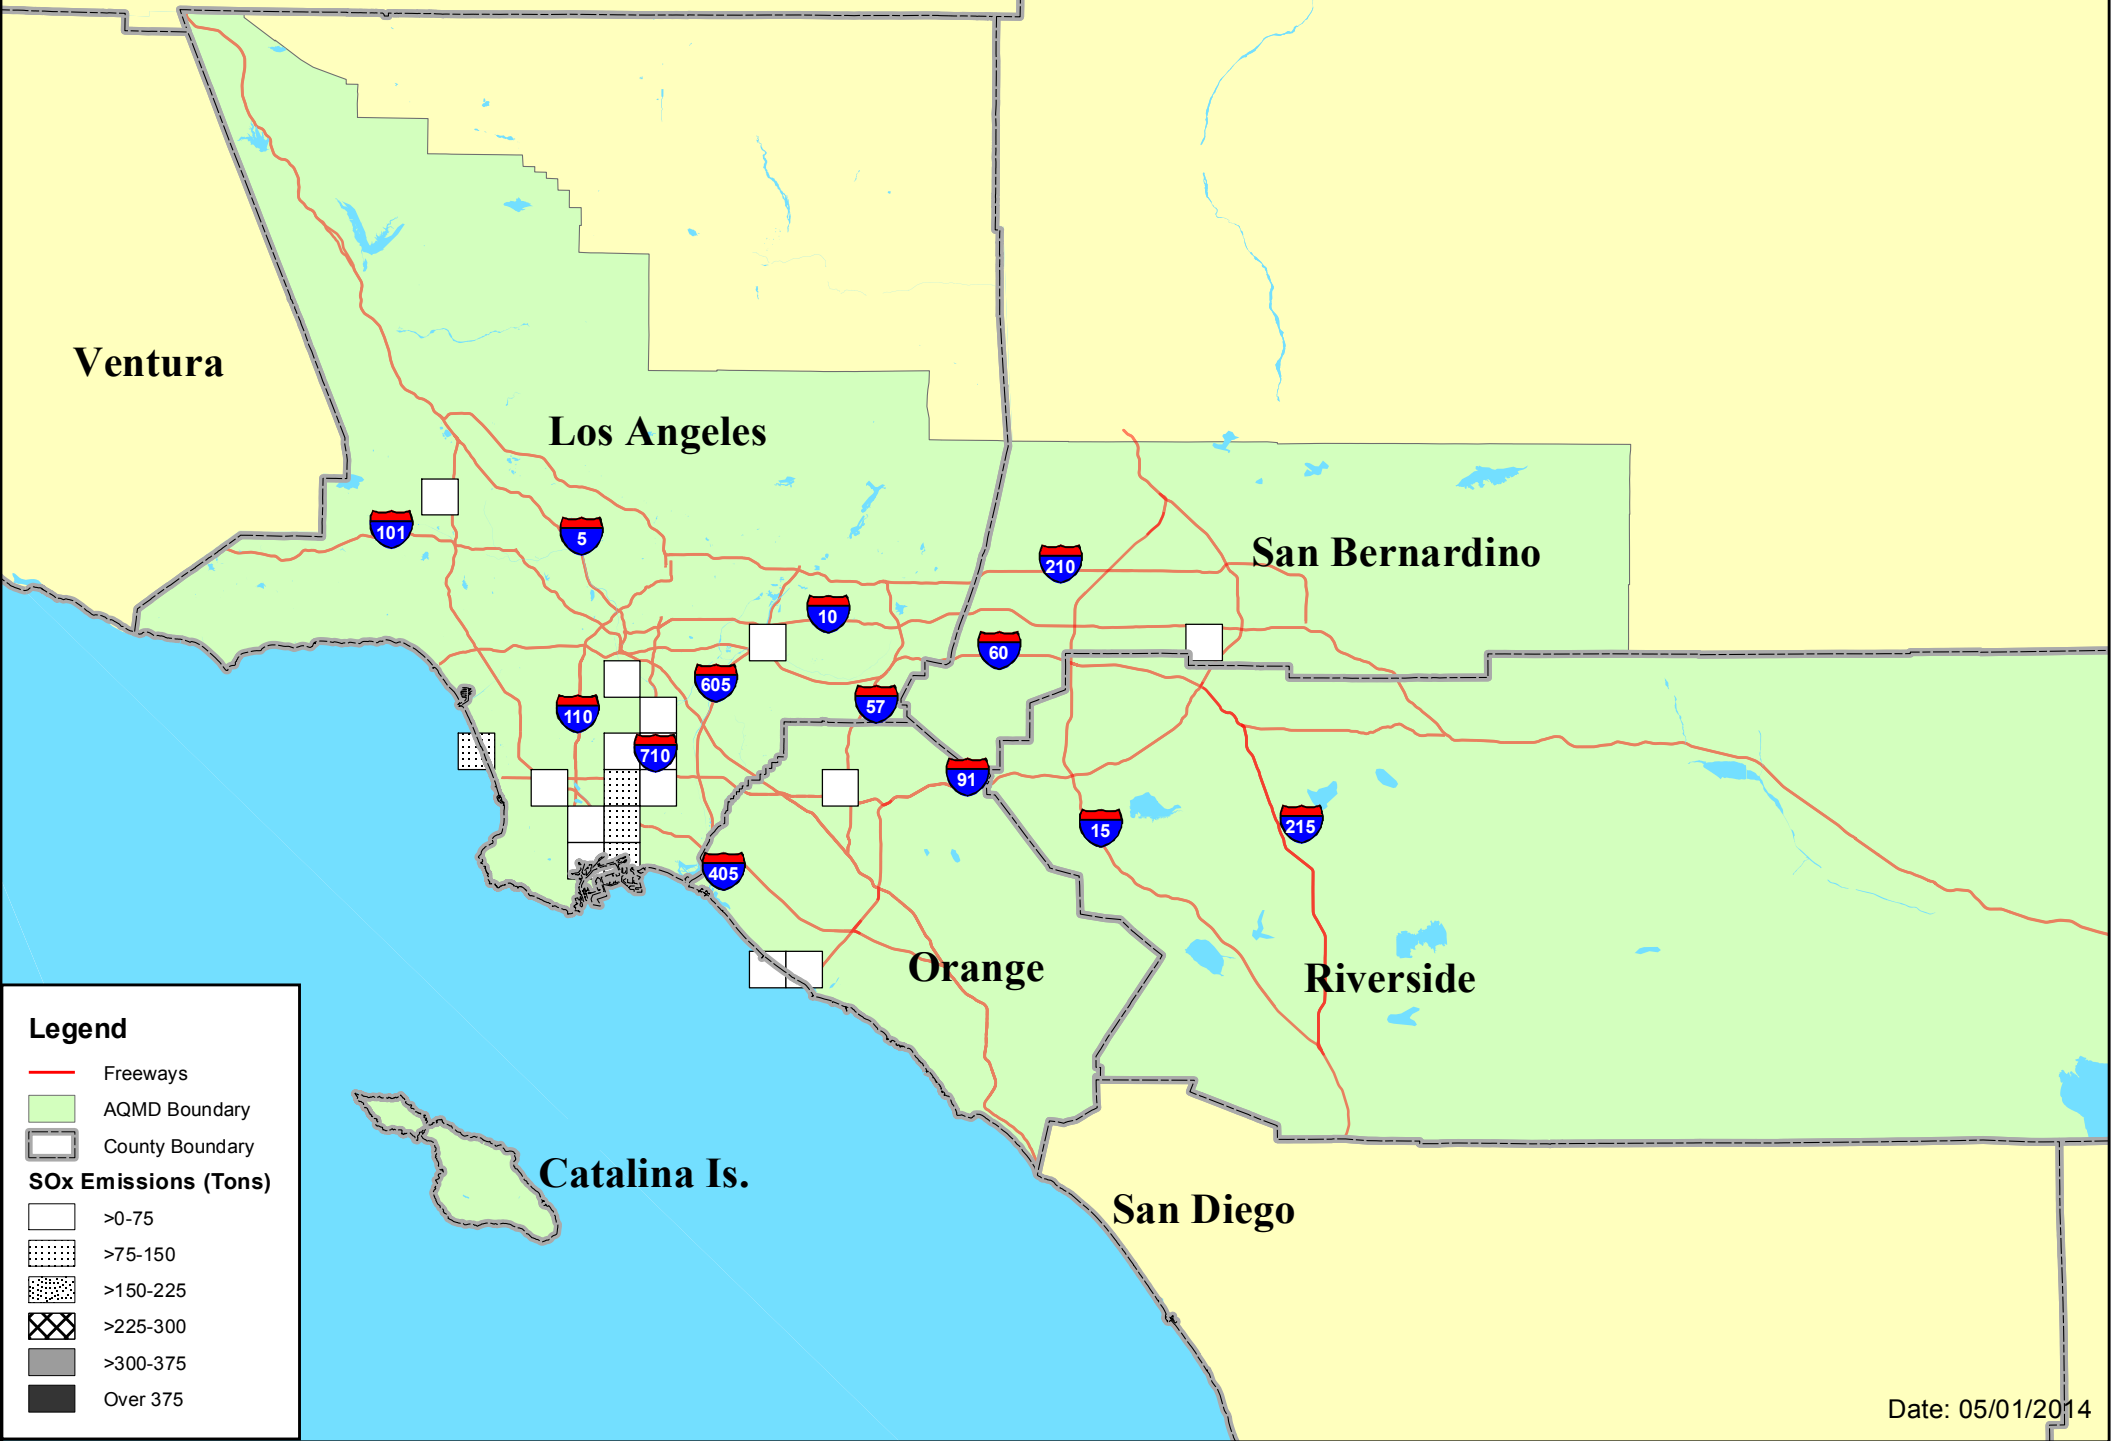 Ventura
Los Angeles
101
5
210
San Bernardino
10
60
605
57
110
710
91
15
215
405
Orange
Riverside
Catalina Is.
San Diego
Legend
Freeways
AQMD Boundary
County Boundary
SOx Emissions (Tons)
>0-75
>75-150
>150-225
>225-300
>300-375
Over 375
Date: 05/01/2014